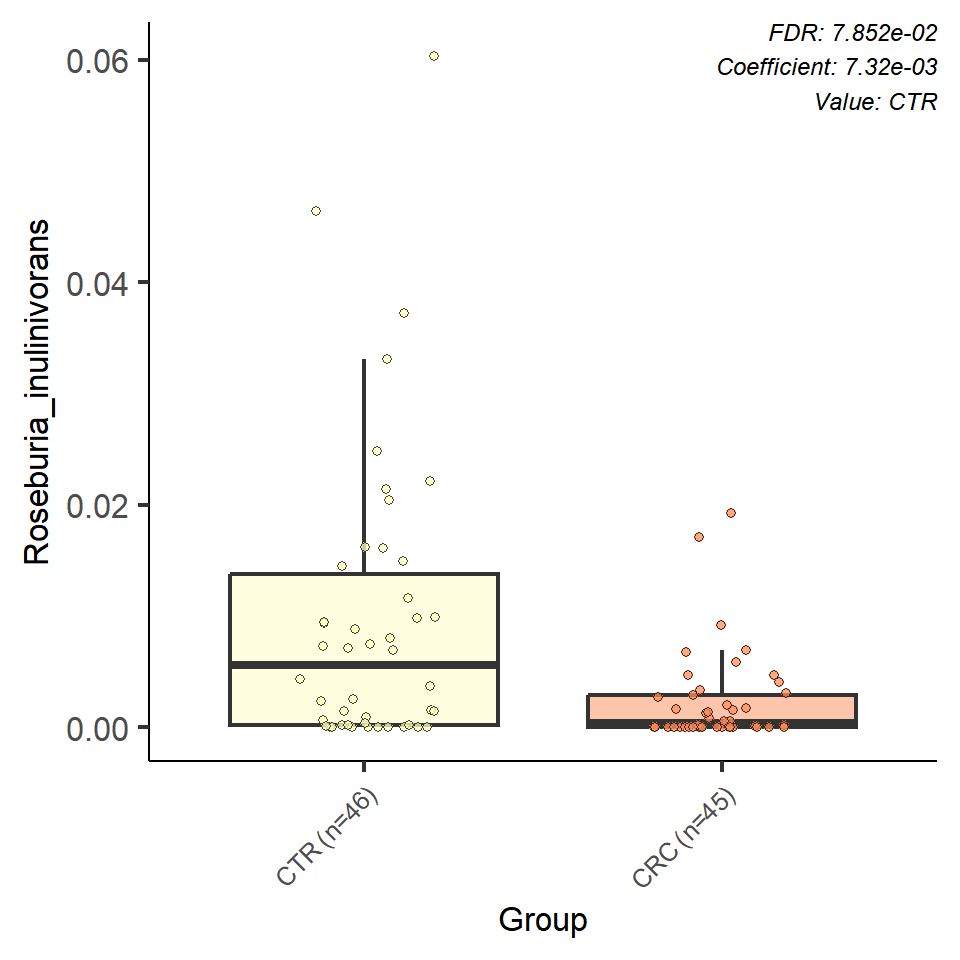 FDR: 7.852e-02
Coefficient: 7.32e-03
Value: CTR
Roseburia_inulinivorans
0.06
0.04
0.02
0.00
CTR (n=46)
CRC (n=45)
Group